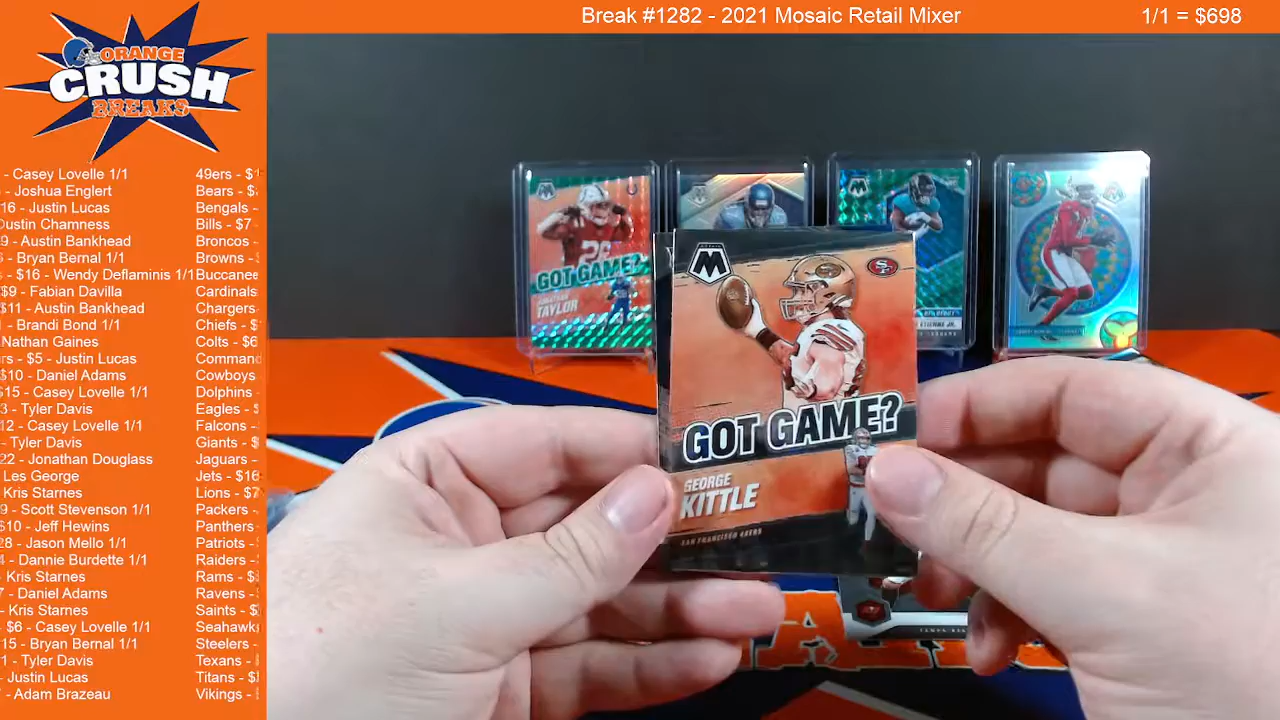 Break #1282 - 2021 Mosaic Retail Mixer
1/1 = $698
ORANGE
CRUSH
BREAKS
- Casey Lovelle 1/1
- Joshua Englert
16 - Justin Lucas
Dustin Chamness
9 - Austin Bankhead
- Bryan Bernal 1/1
- $16 - Wendy Deflaminis 1/1
$9 - Fabian Davilla
$11 - Austin Bankhead
- Brandi Bond 1/1
Nathan Gaines
rs - $5 - Justin Lucas
$10 - Daniel Adams
$15 - Casey Lovelle 1/1
3 - Tyler Davis
12 - Casey Lovelle 1/1
- Tyler Davis
22 - Jonathan Douglass
Les George
Kris Starnes
9 - Scott Stevenson 1/1
$10 - Jeff Hewins
28 - Jason Mello 1/1
4 - Dannie Burdette 1/1
- Kris Starnes
7 - Daniel Adams
- Kris Starnes
- $6 - Casey Lovelle 1/1
15 - Bryan Bernal 1/1
1 - Tyler Davis
- Justin Lucas
- Adam Brazeau
49ers - $
Bears - $
Bengals -
Bills - $
Broncos -
Browns -
Buccanee
Cardinals
Chargers
Chiefs - $
Colts - $6
Command
Cowboys
Dolphins -
Eagles - $
Falcons -
Giants - $
Jaguars -
Jets - $16
Lions - $7
Packers -
Panthers
Patriots -
Raiders -
Rams - $
Ravens -
Saints - $
Seahawk
Steelers -
Texans -
Titans - $
Vikings -
GOT GAME?
JONATHAN
TAYLOR
ETIENNE JR.
M
SF
GOT GAME?
GEORGE
KITTLE
SAN FRANCISCO 49ERS